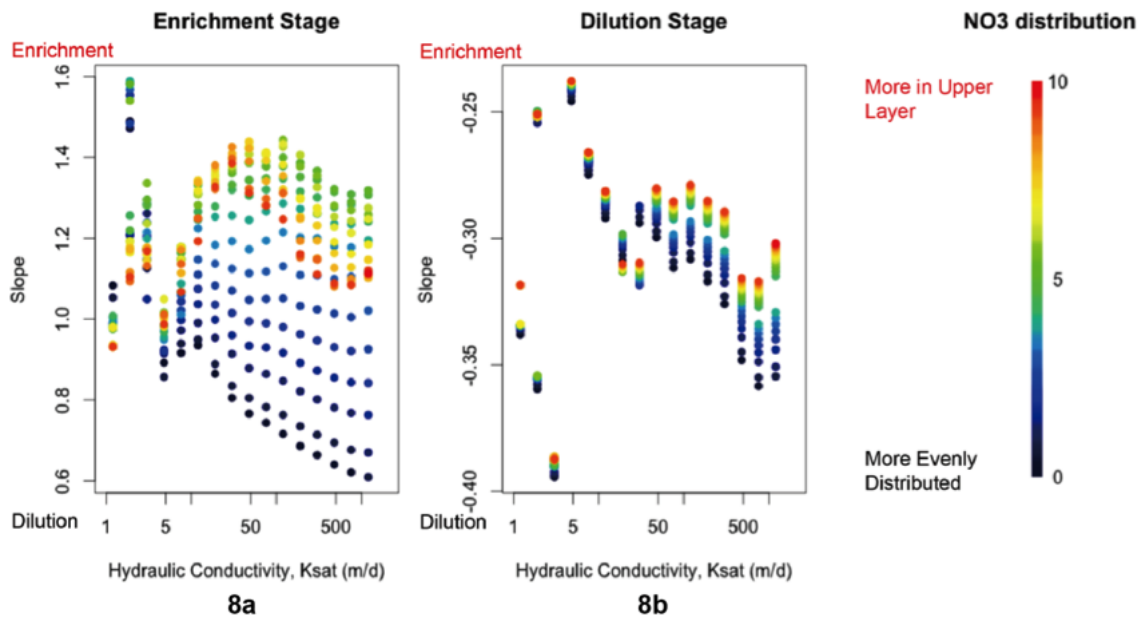 Enrichment Stage
Dilution Stage
NO3 distribution
Enrichment
Enrichment
1.6
1.4
1.2
1.0
0.8
0.6
Slope
-0.25
-0.30
-0.35
-0.40
Slope
More in Upper
Layer
10
5
0
More Evenly
Distributed
Dilution
1
5
50
500
Dilution
1
5
50
500
Hydraulic Conductivity, Ksat (m/d)
Hydraulic Conductivity, Ksat (m/d)
8a
8b